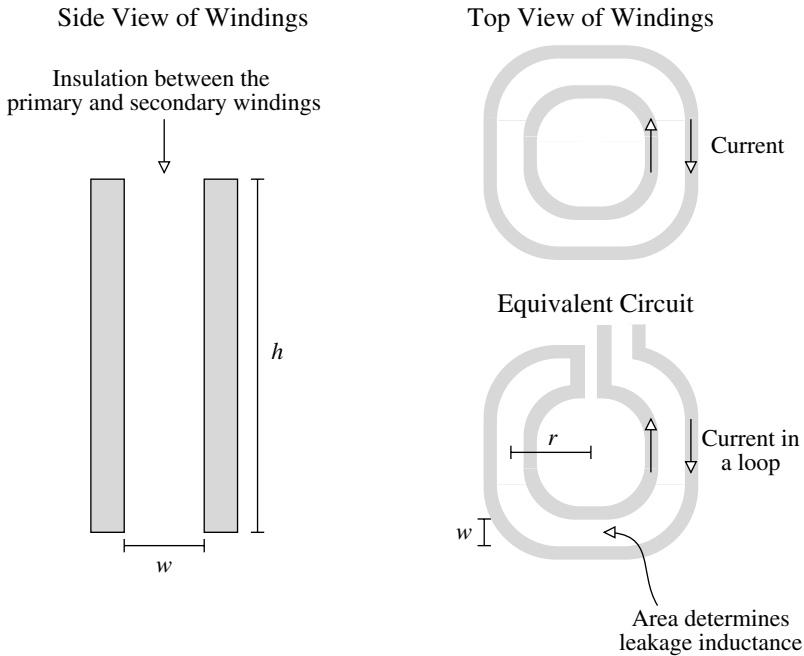 Side View of Windings
Insulation between the
primary and secondary windings
h
w
Top View of Windings
Current
Equivalent Circuit
r
Current in
a loop
w
Area determines
leakage inductance